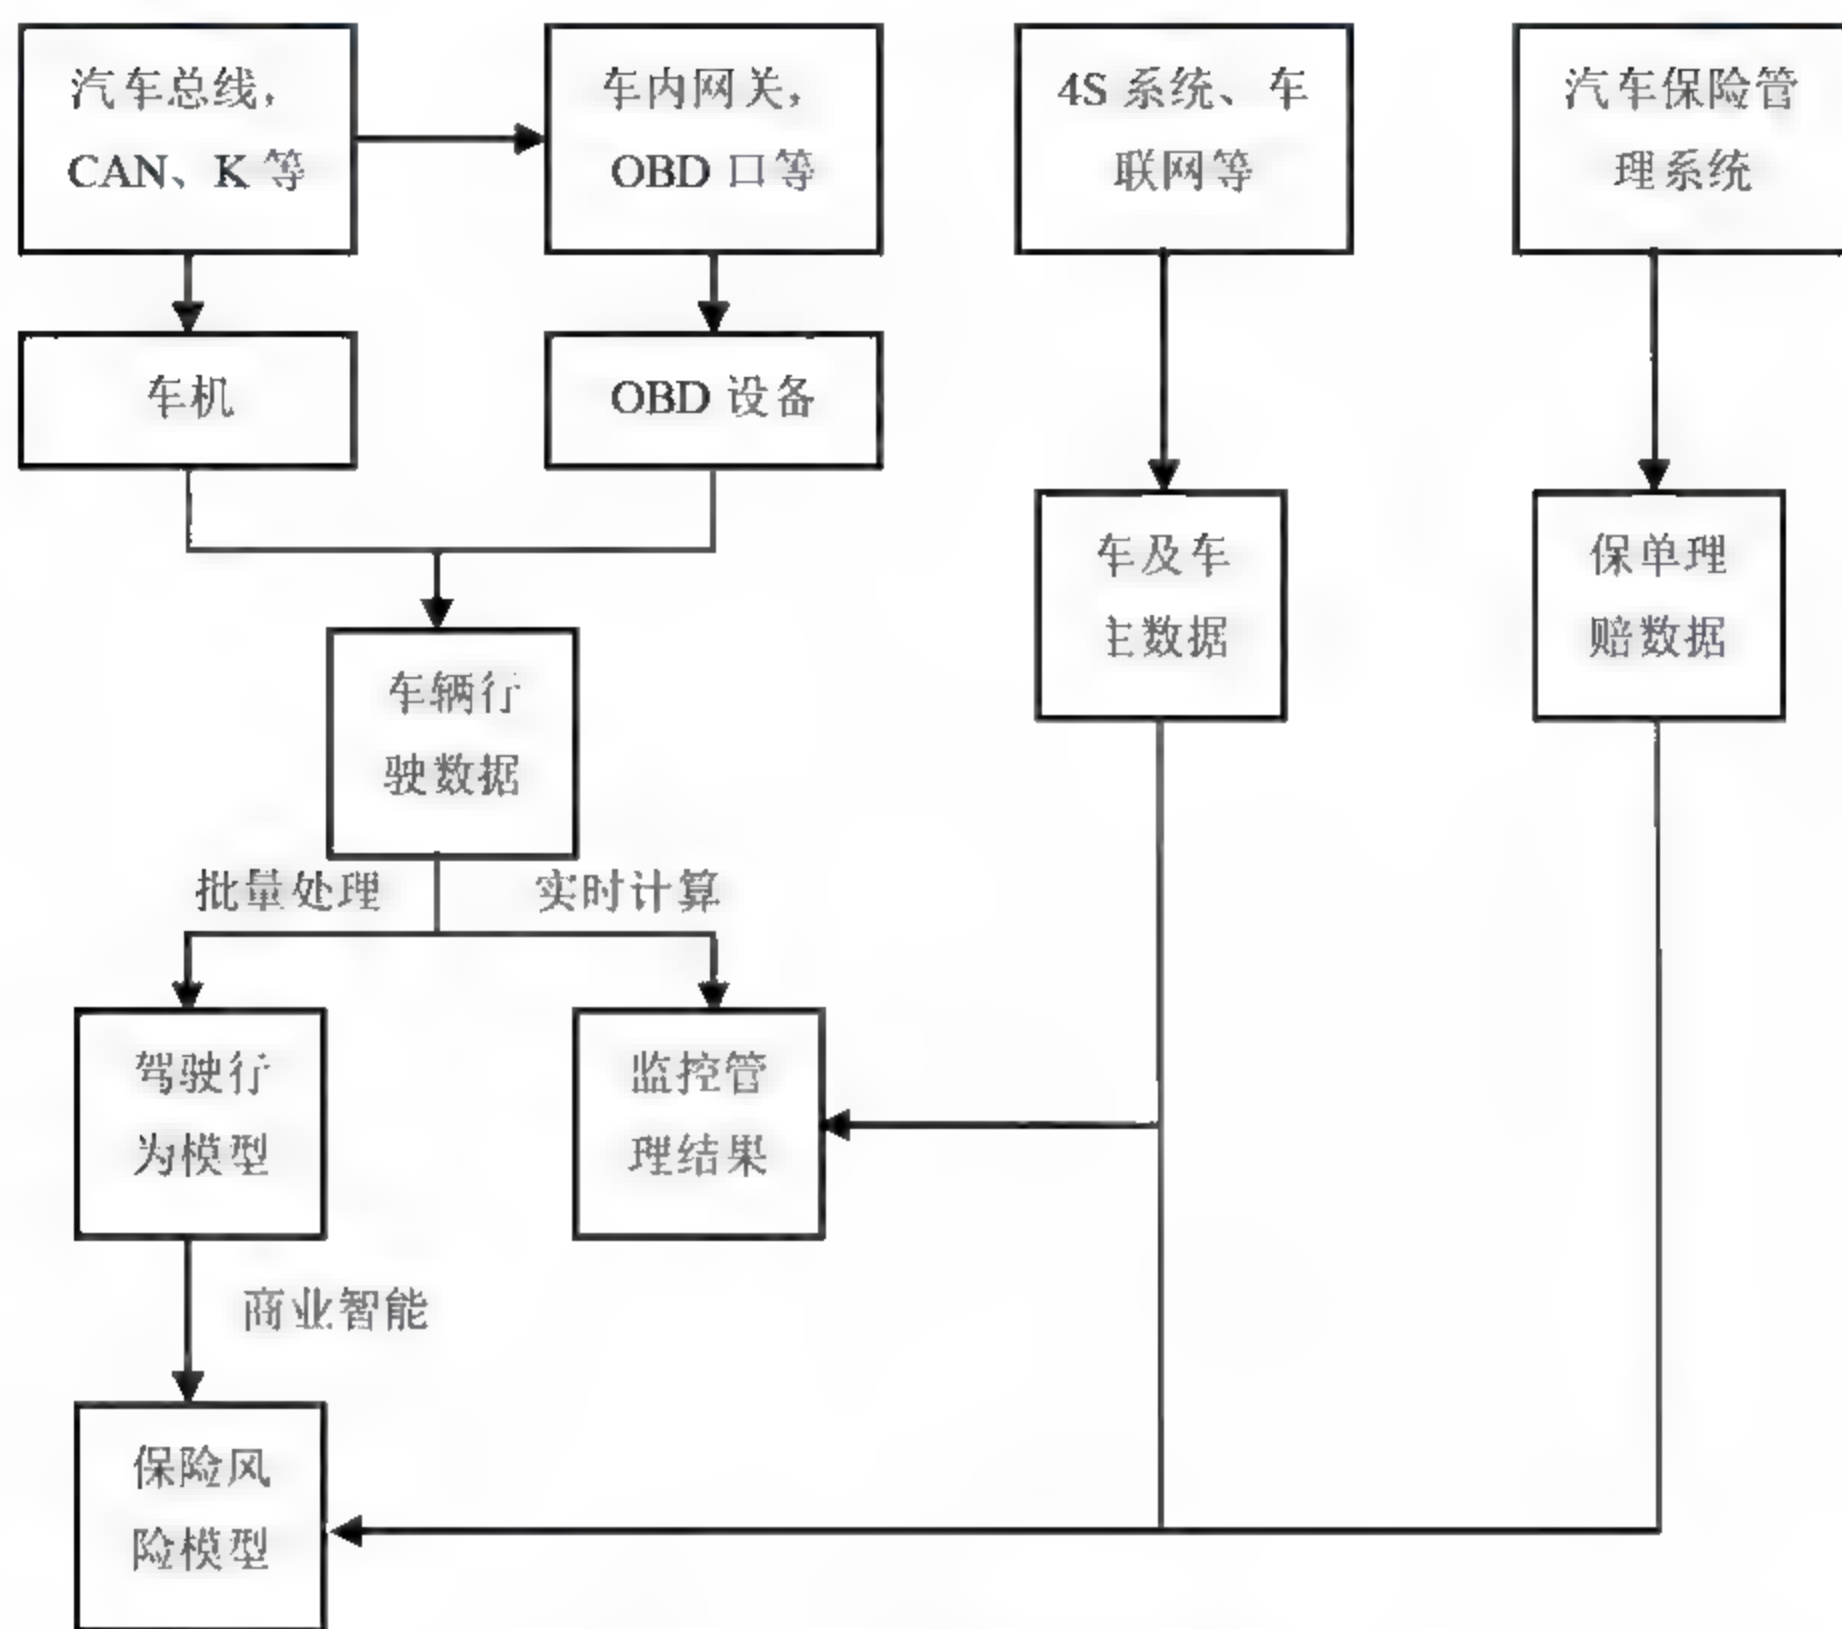 汽车总线，
CAN、K 等
车内网关，
OBD 口等
4S 系统、车
联网等
汽车保险管
理系统
车机
OBD 设备
车及车
主数据
保单理
赔数据
车辆行
驶数据
批量处理
实时计算
驾驶行
为模型
监控管
理结果
商业智能
保险风
险模型